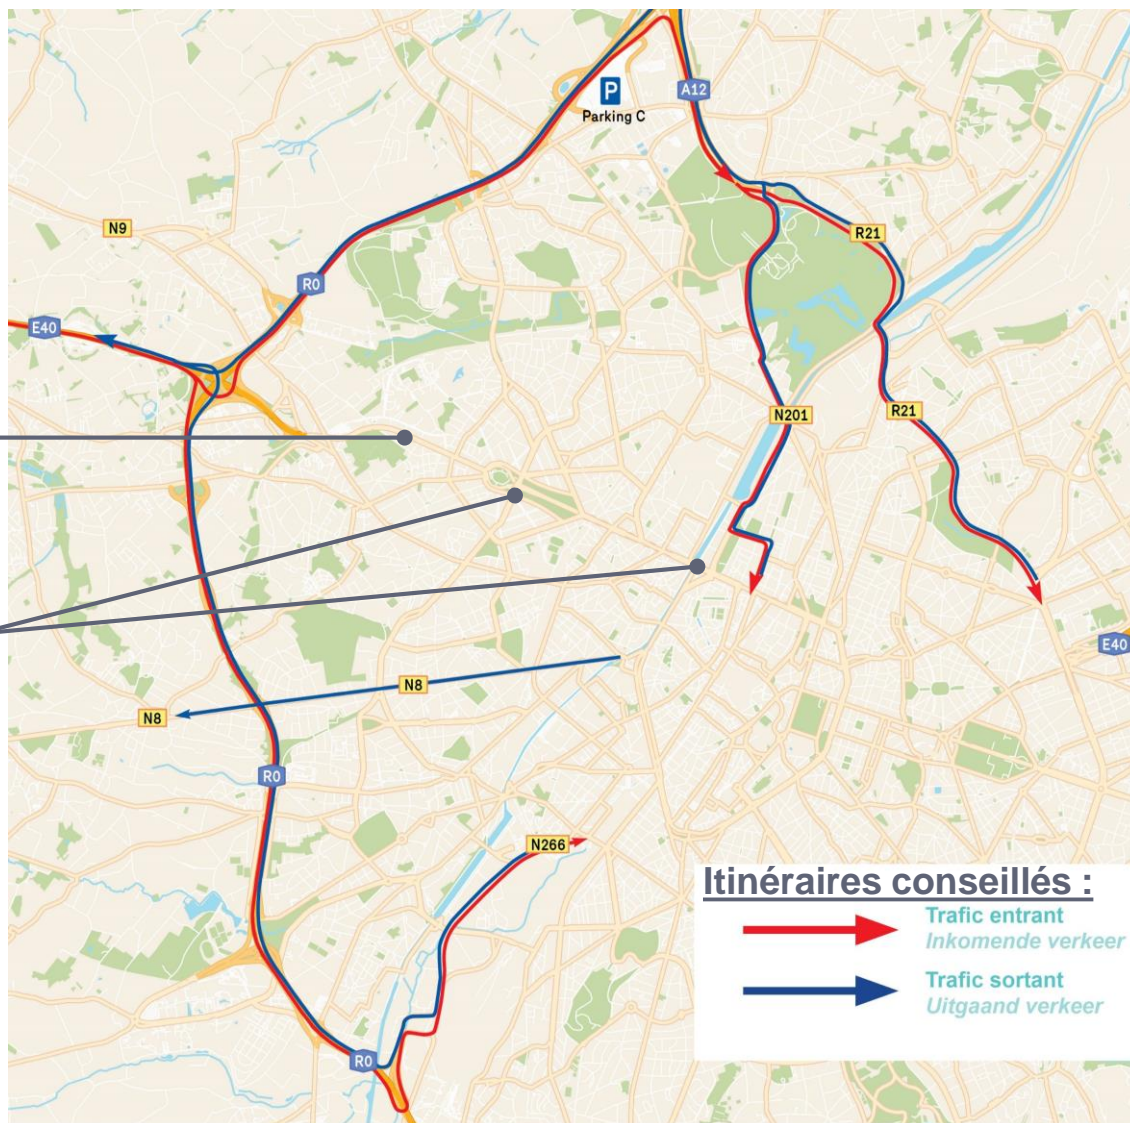 A12
P
Parking C
N9
R21
R0
E40
R21
N201
E40
N8
N8
R0
N266
R0
Itinéraires conseillés :
Trafic entrant
Inkomende verkeer
Trafic sortant
Uitgaand verkeer